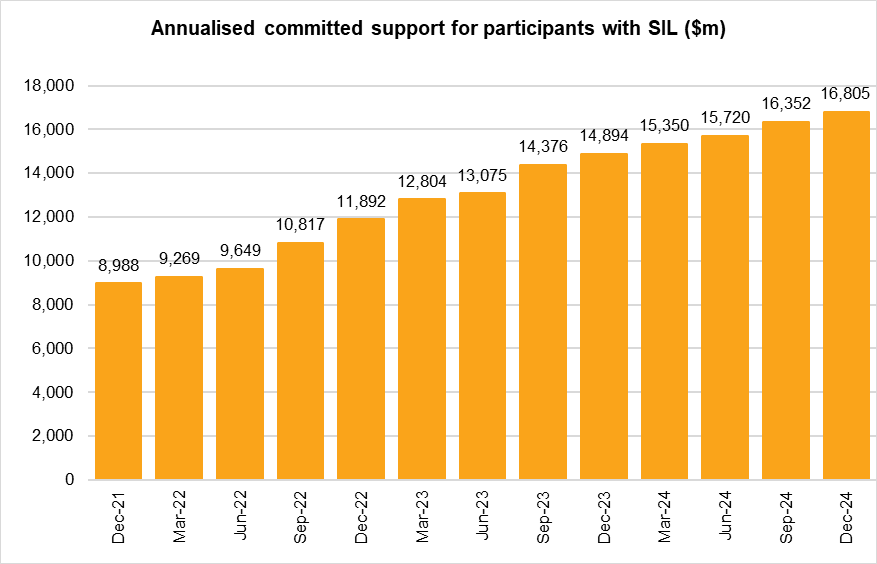 Annualised committed support for participants with SIL ($m)
18,000
16,000
14,000
12,000
10,000
8,000
6,000
4,000
2,000
0
8,988
9,269
9,649
10,817
11,892
12,804
13,075
14,376
14,894
15,350
15,720
16,352
16,805
Dec-21
Mar-22
Jun-22
Sep-22
Dec-22
Mar-23
Jun-23
Sep-23
Dec-23
Mar-24
Jun-24
Sep-24
Dec-24